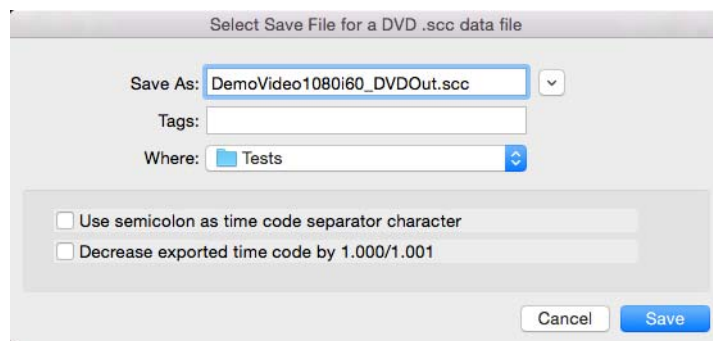 Select Save File for a DVD .scc data file
Save As: DemoVideo1080i60_DVDOut.scc
Tags:
Where: Tests
Use semicolon as time code separator character
Decrease exported time code by 1.000/1.001
Cancel Save